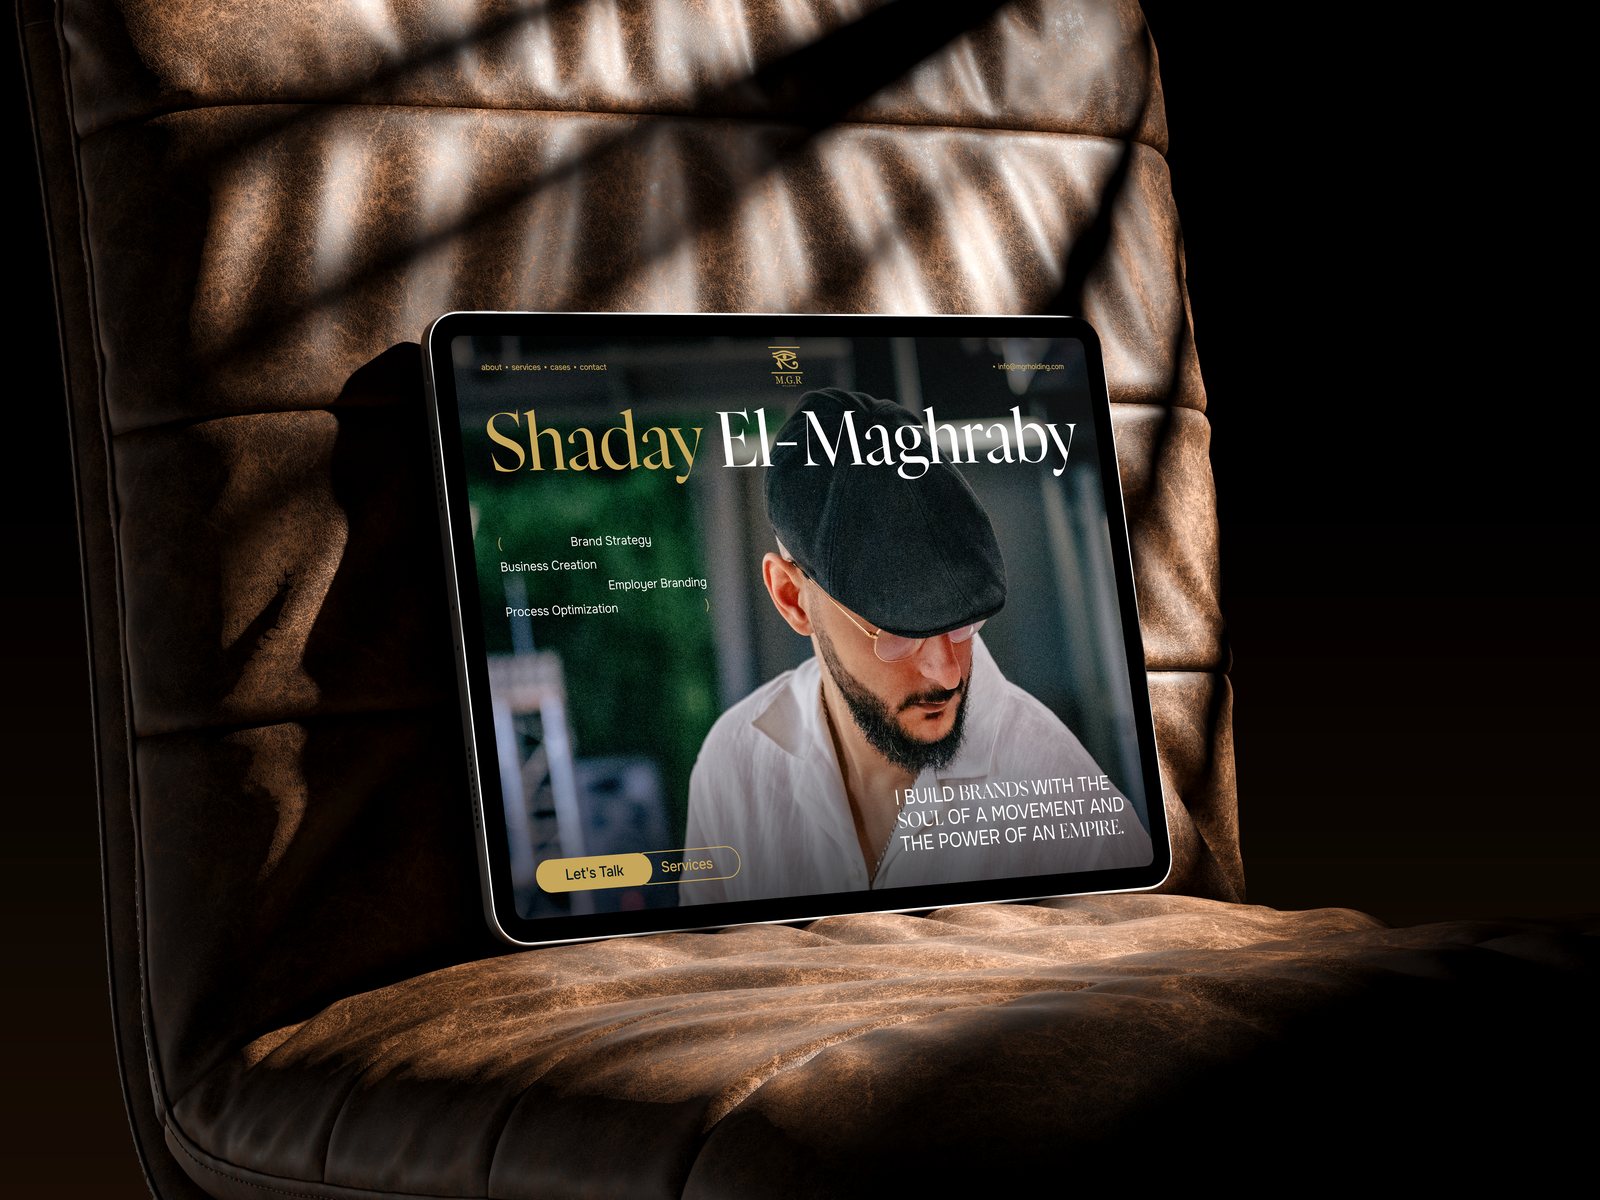 about • services • cases • contact
M.G.R
• info@mgrholding.com
Shaday El-Maghraby
( Brand Strategy
Business Creation
Employer Branding
Process Optimization )
I BUILD BRANDS WITH THE
SOUL OF A MOVEMENT AND
THE POWER OF AN EMPIRE.
Let's Talk
Services